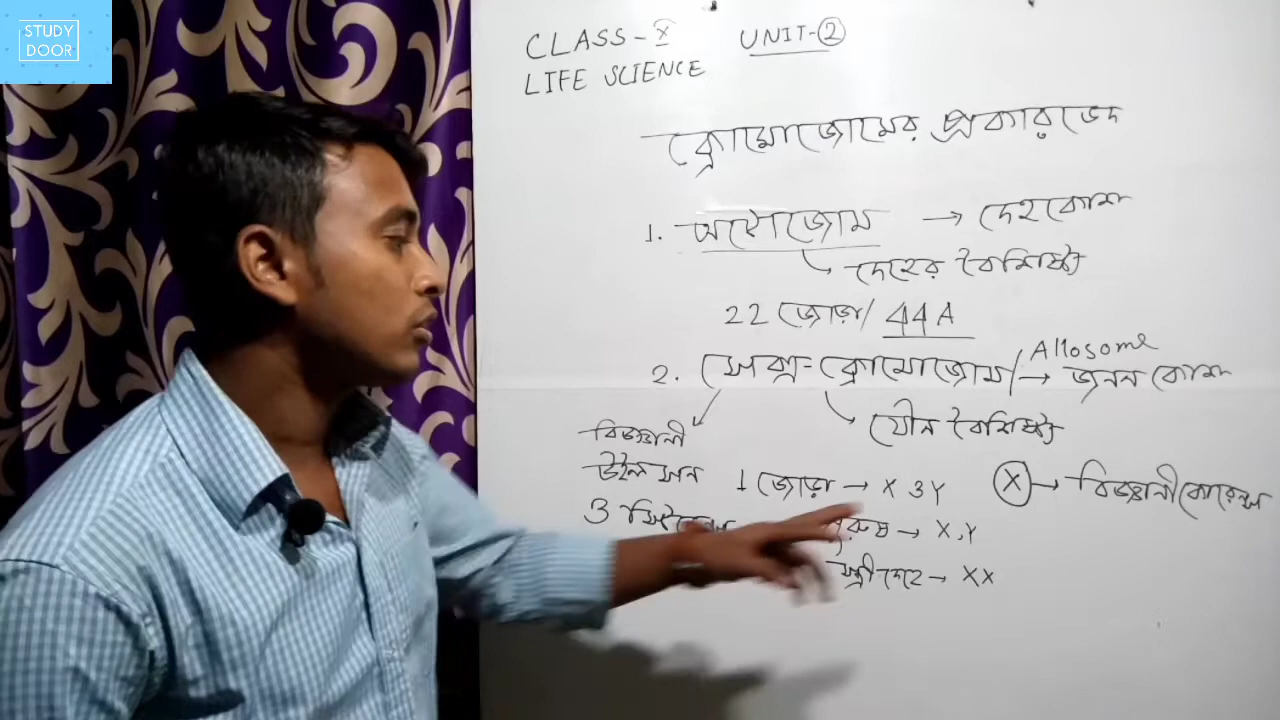 STUDY
DOOR
CLASS-X UNIT-2
LIFE SCIENCE
ক্রোমোজোমের প্রকারভেদ
1. অটোজোম → দেহকোশ
দেহের বৈশিষ্ট্য
22 জোড়া/ 44A
2. সেক্স-ক্রোমোজোম/ Allosome → জনন কোশ
যৌন বৈশিষ্ট্য
বিজ্ঞানী
উইলসন
ও স্টিভেন্স
1 জোড়া → X ও Y
X → বিজ্ঞানী কোরেন্স
পুরুষ → X, Y
স্ত্রী দেহে → XX